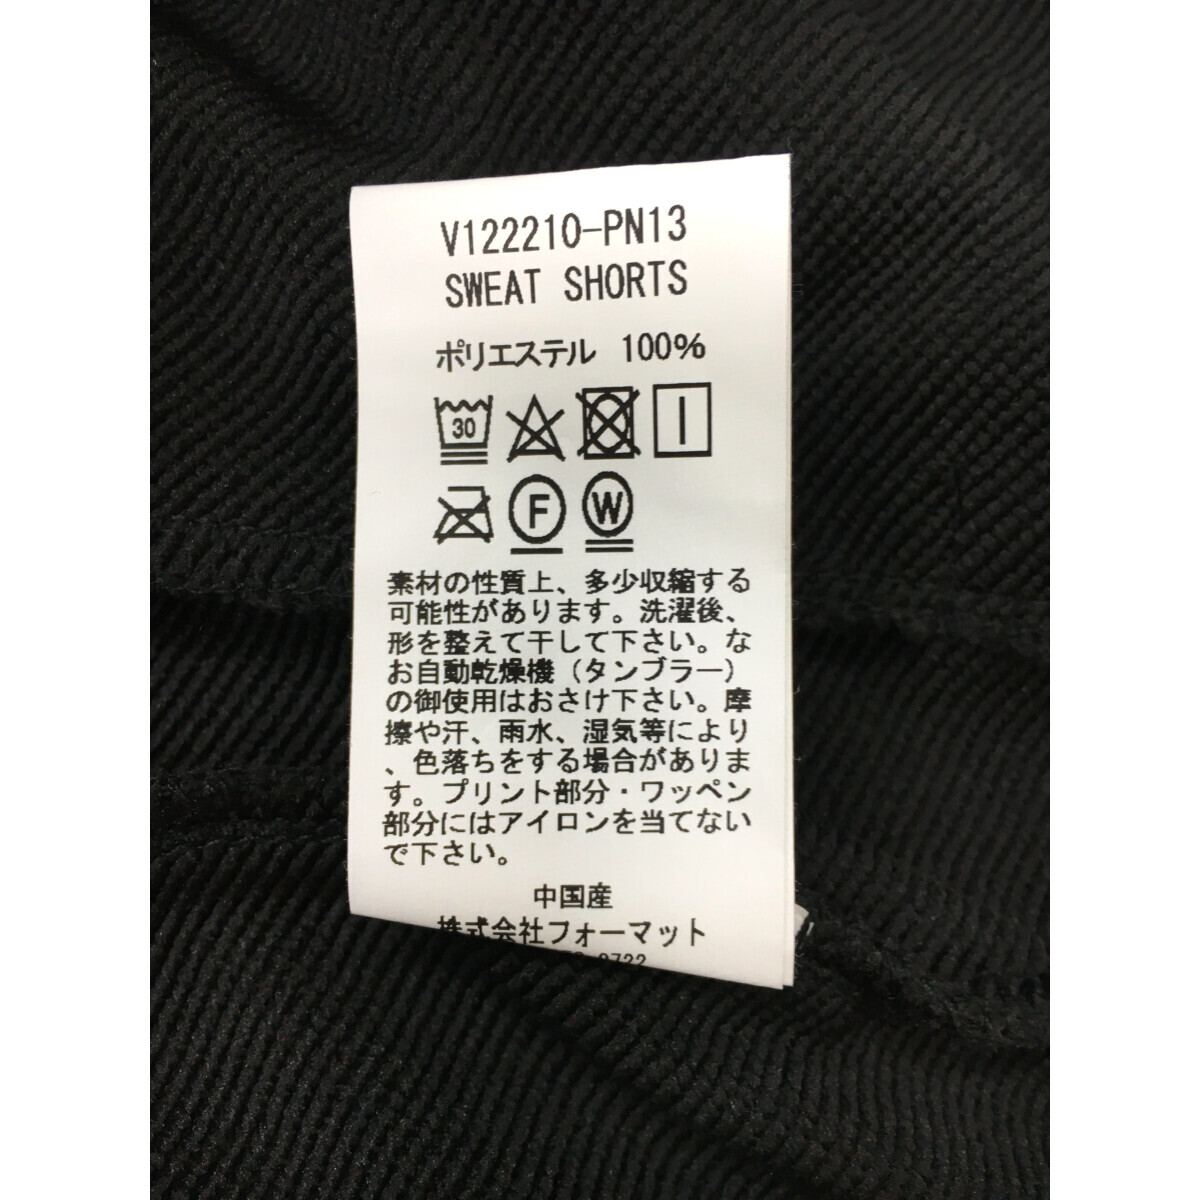 V122210-PN13
SWEAT SHORTS
ポリエステル 100%
30
F W
素材の性質上、多少収縮する
可能性があります。洗濯後、
形を整えて干して下さい。な
お自動乾燥機(タンブラー)
の御使用はおさけ下さい。摩
擦や汗、雨水、湿気等により
、色落ちをする場合がありま
す。プリント部分・ワッペン
部分にはアイロンを当てない
で下さい。
中国産
株式会社フォーマット